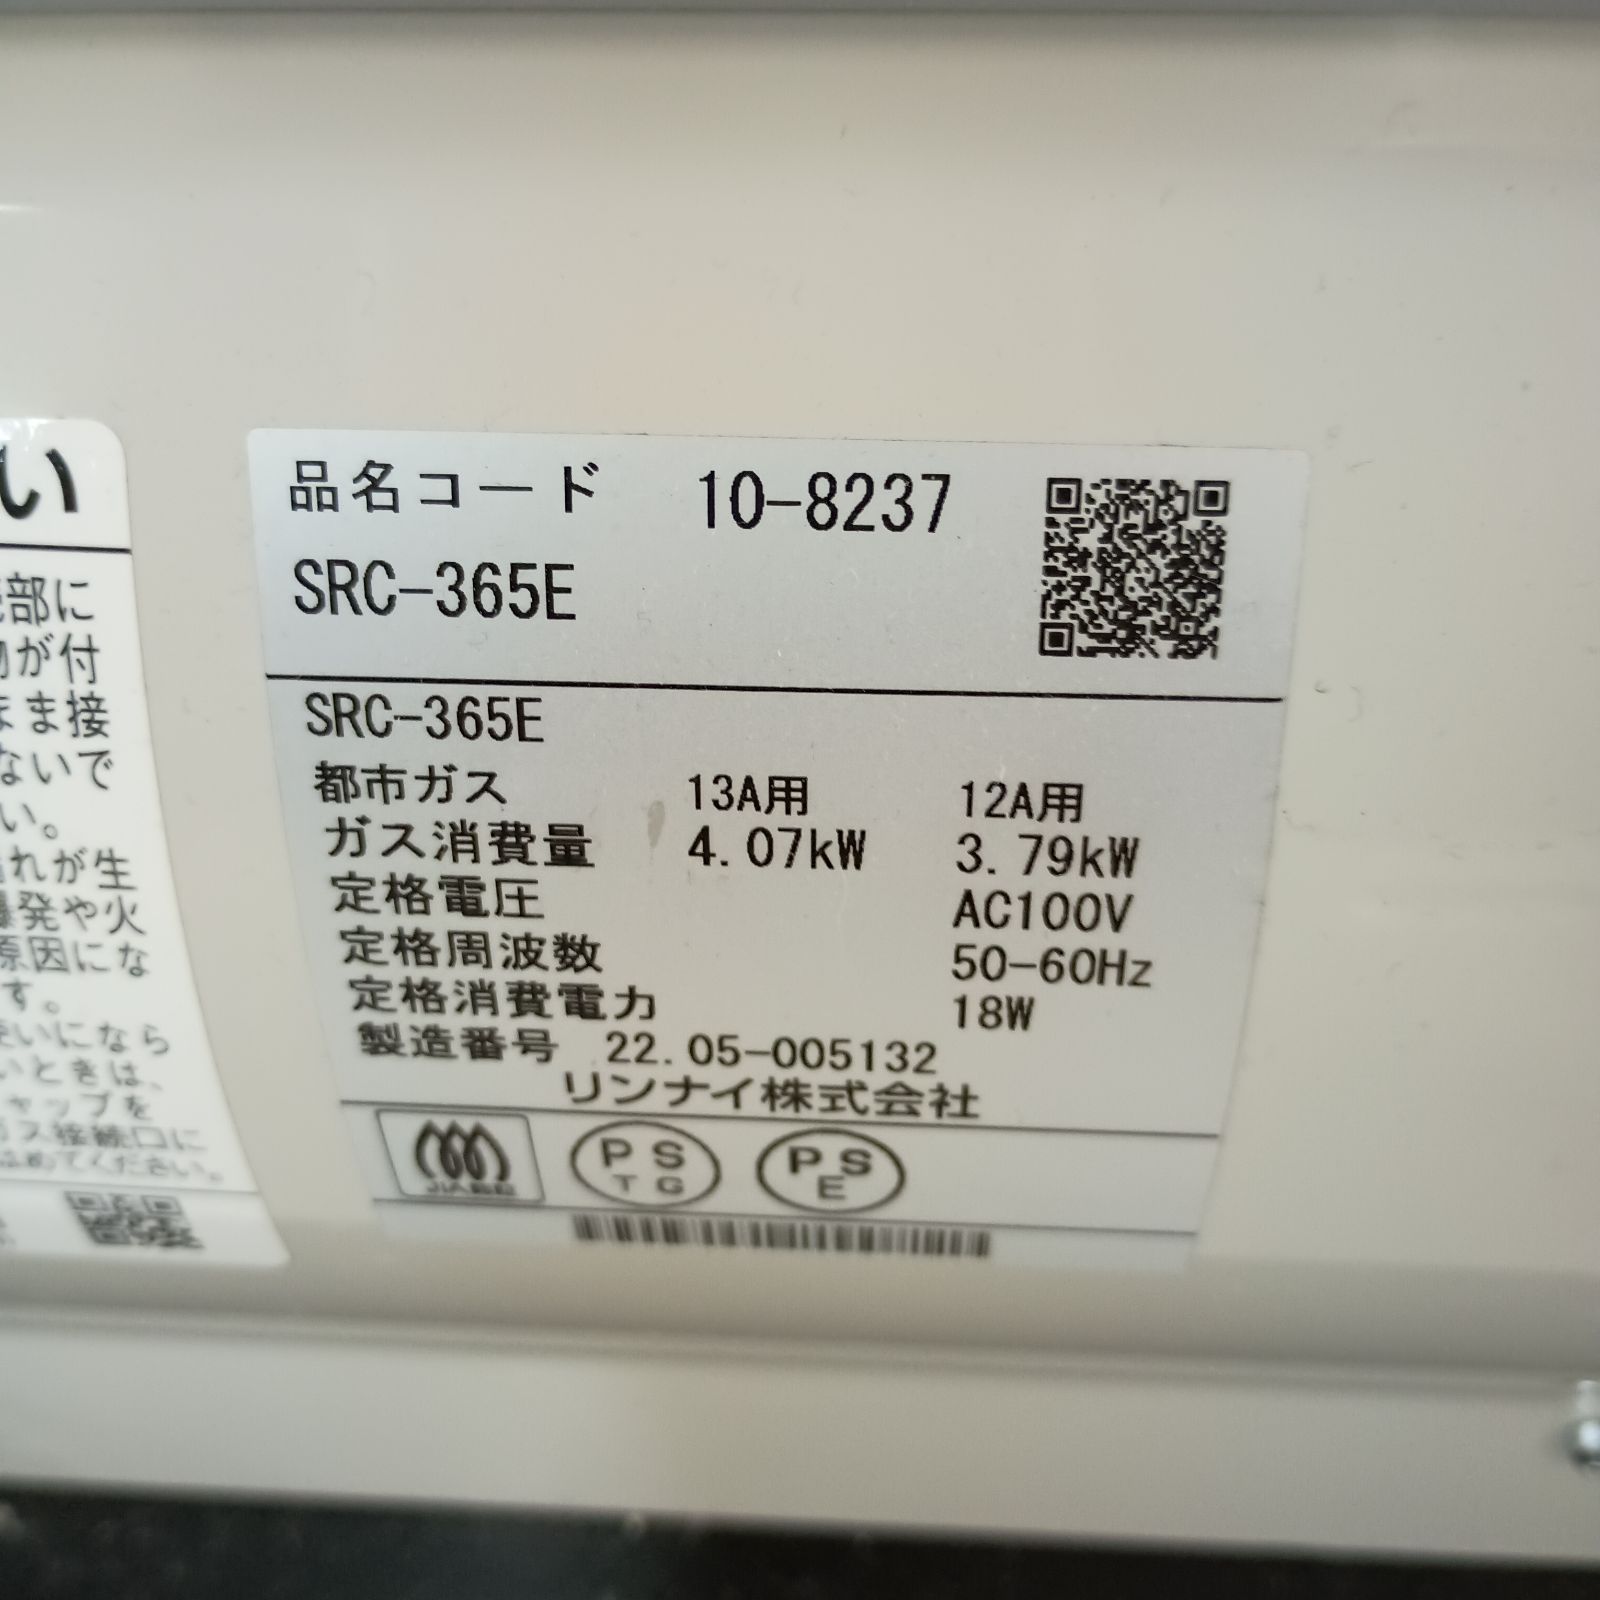 品名コード 10-8237
SRC-365E
SRC-365E
都市ガス 13A用 12A用
ガス消費量 4.07kW 3.79kW
定格電圧 AC100V
定格周波数 50-60Hz
定格消費電力 18W
製造番号 22.05-005132
リンナイ株式会社
PS
TG
PS
E
い
部に
が付
まま接
ないで
い。
れが生
爆発や火
原因にな
す。
使いになら
いときは、
ャップを
ガス接続口に
めてください。